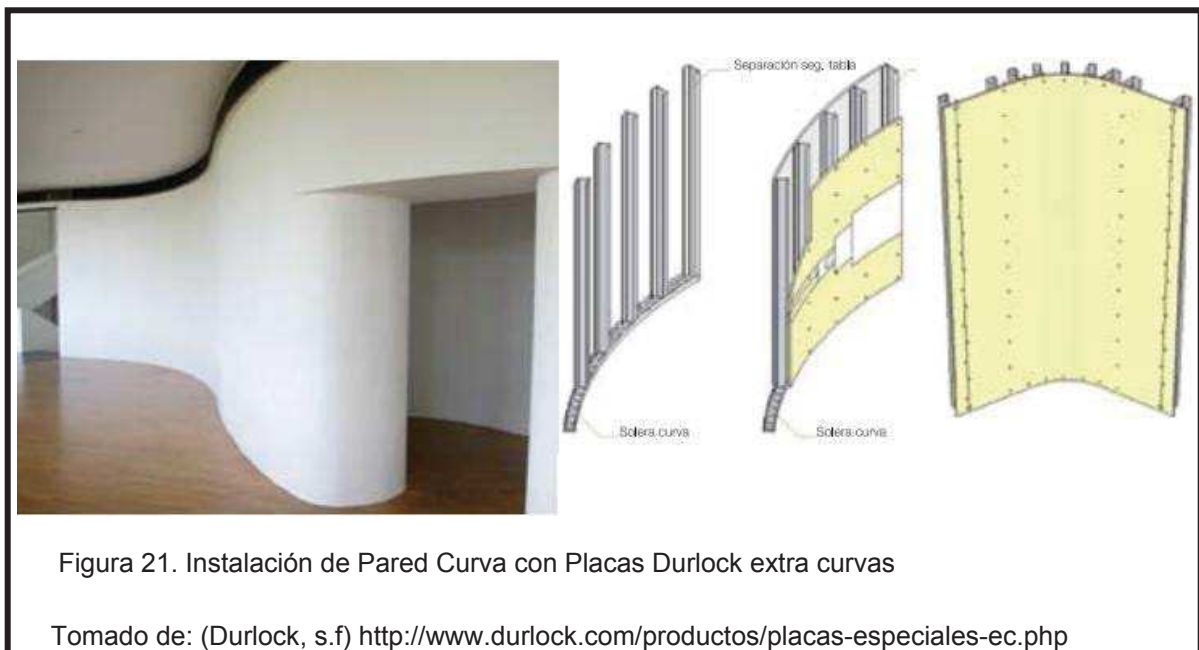 Separación seg. tabla
Solera curva
Solera curva
Figura 21. Instalación de Pared Curva con Placas Durlock extra curvas
Tomado de: (Durlock, s.f) http://www.durlock.com/productos/placas-especiales-ec.php